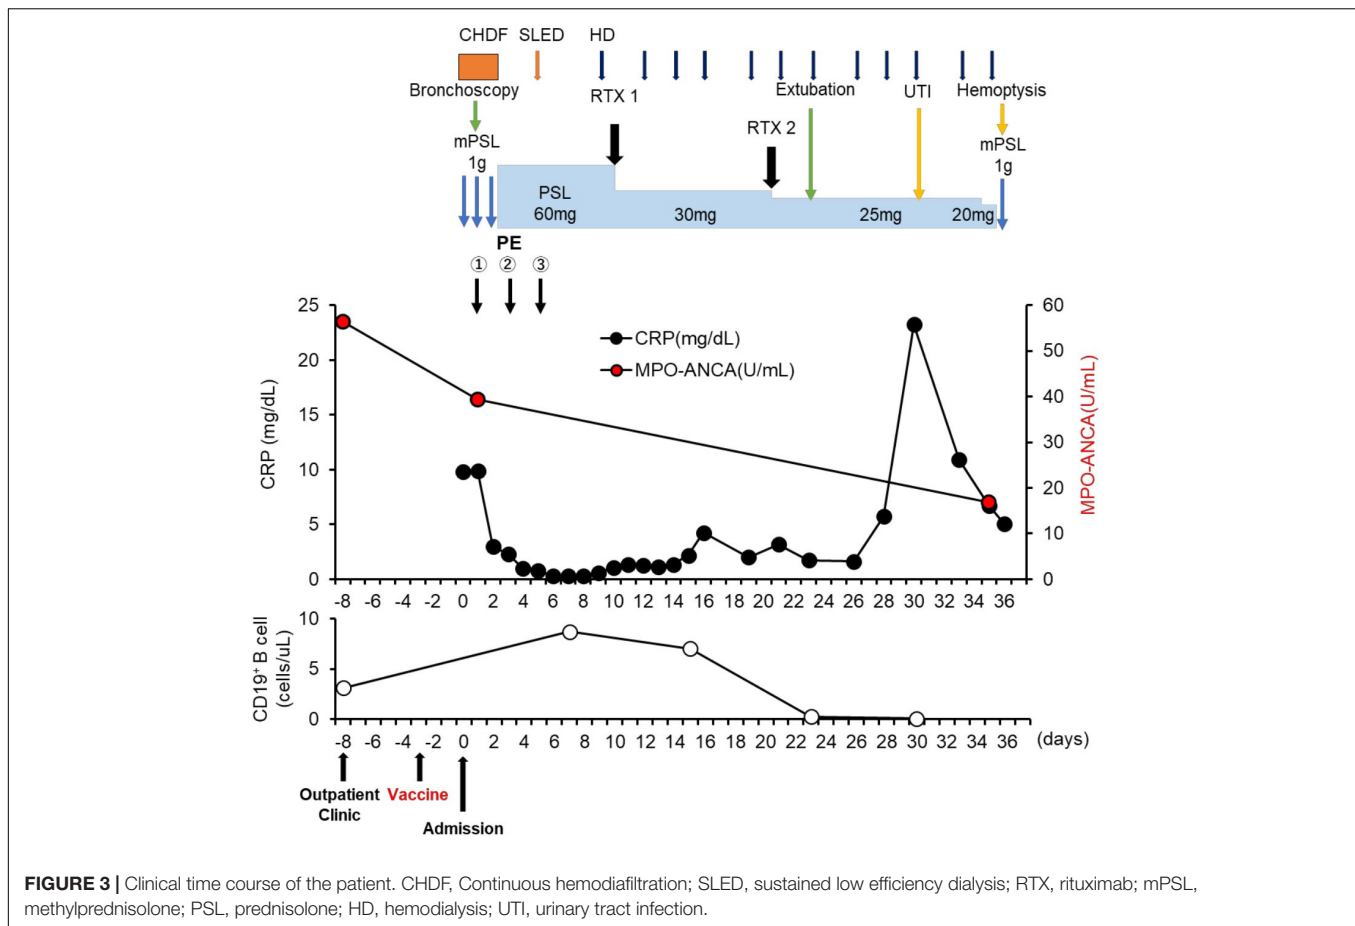 CHDF SLED HD
Bronchoscopy RTX 1 Extubation UTI Hemoptysis
mPSL RTX 2 mPSL
1g 1g
PSL
60mg 30mg 25mg 20mg
PE
① ② ③
25 60
CRP(mg/dL)
MPO-ANCA(U/mL)
20 50
40
15
30
10
20
5
10
0 0
CRP (mg/dL)
MPO-ANCA(U/mL)
-8 -6 -4 -2 0 2 4 6 8 10 12 14 16 18 20 22 24 26 28 30 32 34 36
10
5
0
CD19⁺ B cell
(cells/uL)
-8 -6 -4 -2 0 2 4 6 8 10 12 14 16 18 20 22 24 26 28 30 32 34 36 (days)
Outpatient Vaccine
Clinic
Admission
FIGURE 3 | Clinical time course of the patient. CHDF, Continuous hemodiafiltration; SLED, sustained low efficiency dialysis; RTX, rituximab; mPSL,
methylprednisolone; PSL, prednisolone; HD, hemodialysis; UTI, urinary tract infection.